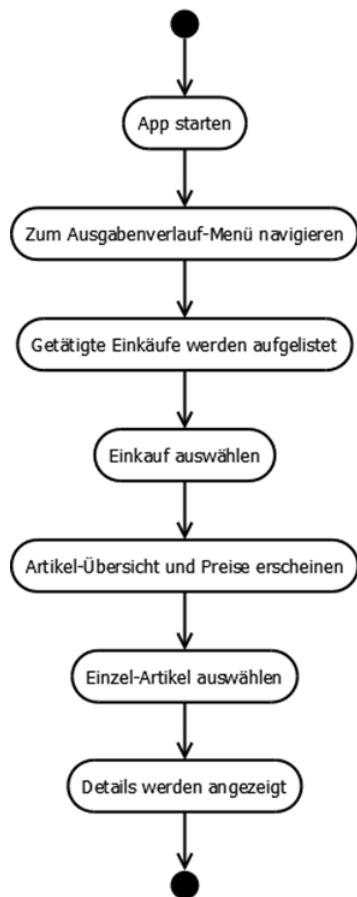 App starten
Zum Ausgabenverlauf-Menü navigieren
Getätigte Einkäufe werden aufgelistet
Einkauf auswählen
Artikel-Übersicht und Preise erscheinen
Einzel-Artikel auswählen
Details werden angezeigt